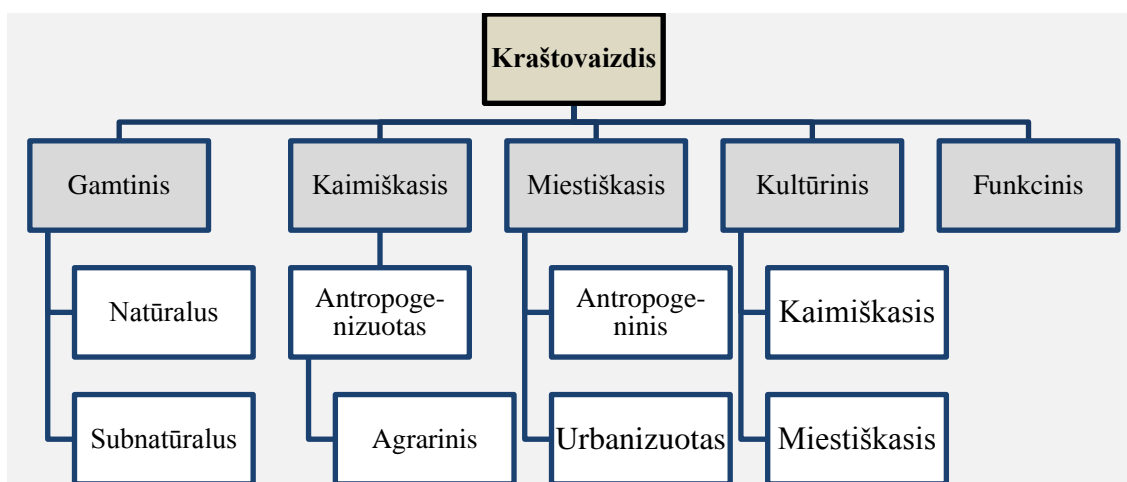 Kraštovaizdis
Gamtinis
Kaimiškasis
Miestiškasis
Kultūrinis
Funkcinis
Natūralus
Antropoge-
nizuotas
Antropoge-
ninis
Kaimiškasis
Subnatūralus
Agrarinis
Urbanizuotas
Miestiškasis